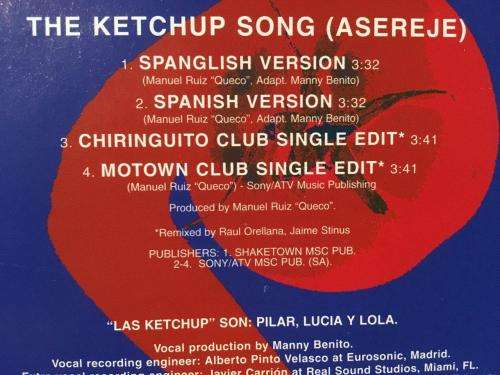 THE KETCHUP SONG (ASEREJE)
1. SPANGLISH VERSION 3:32
(Manuel Ruiz "Queco", Adapt. Manny Benito)
2. SPANISH VERSION 3:32
(Manuel Ruiz "Queco", Adapt. Manny Benito)
3. CHIRINGUITO CLUB SINGLE EDIT* 3:41
4. MOTOWN CLUB SINGLE EDIT* 3:41
(Manuel Ruiz "Queco") - Sony/ATV Music Publishing
Produced by Manuel Ruiz "Queco".
*Remixed by Raul Orellana, Jaime Stinus
PUBLISHERS: 1. SHAKETOWN MSC PUB.
2-4. SONY/ATV MSC PUB. (SA).
"LAS KETCHUP" SON: PILAR, LUCIA Y LOLA.
Vocal production by Manny Benito.
Vocal recording engineer: Alberto Pinto Velasco at Eurosonic, Madrid.
Extra vocal recording engineer: Javier Carrión at Real Sound Studios, Miami, FL.